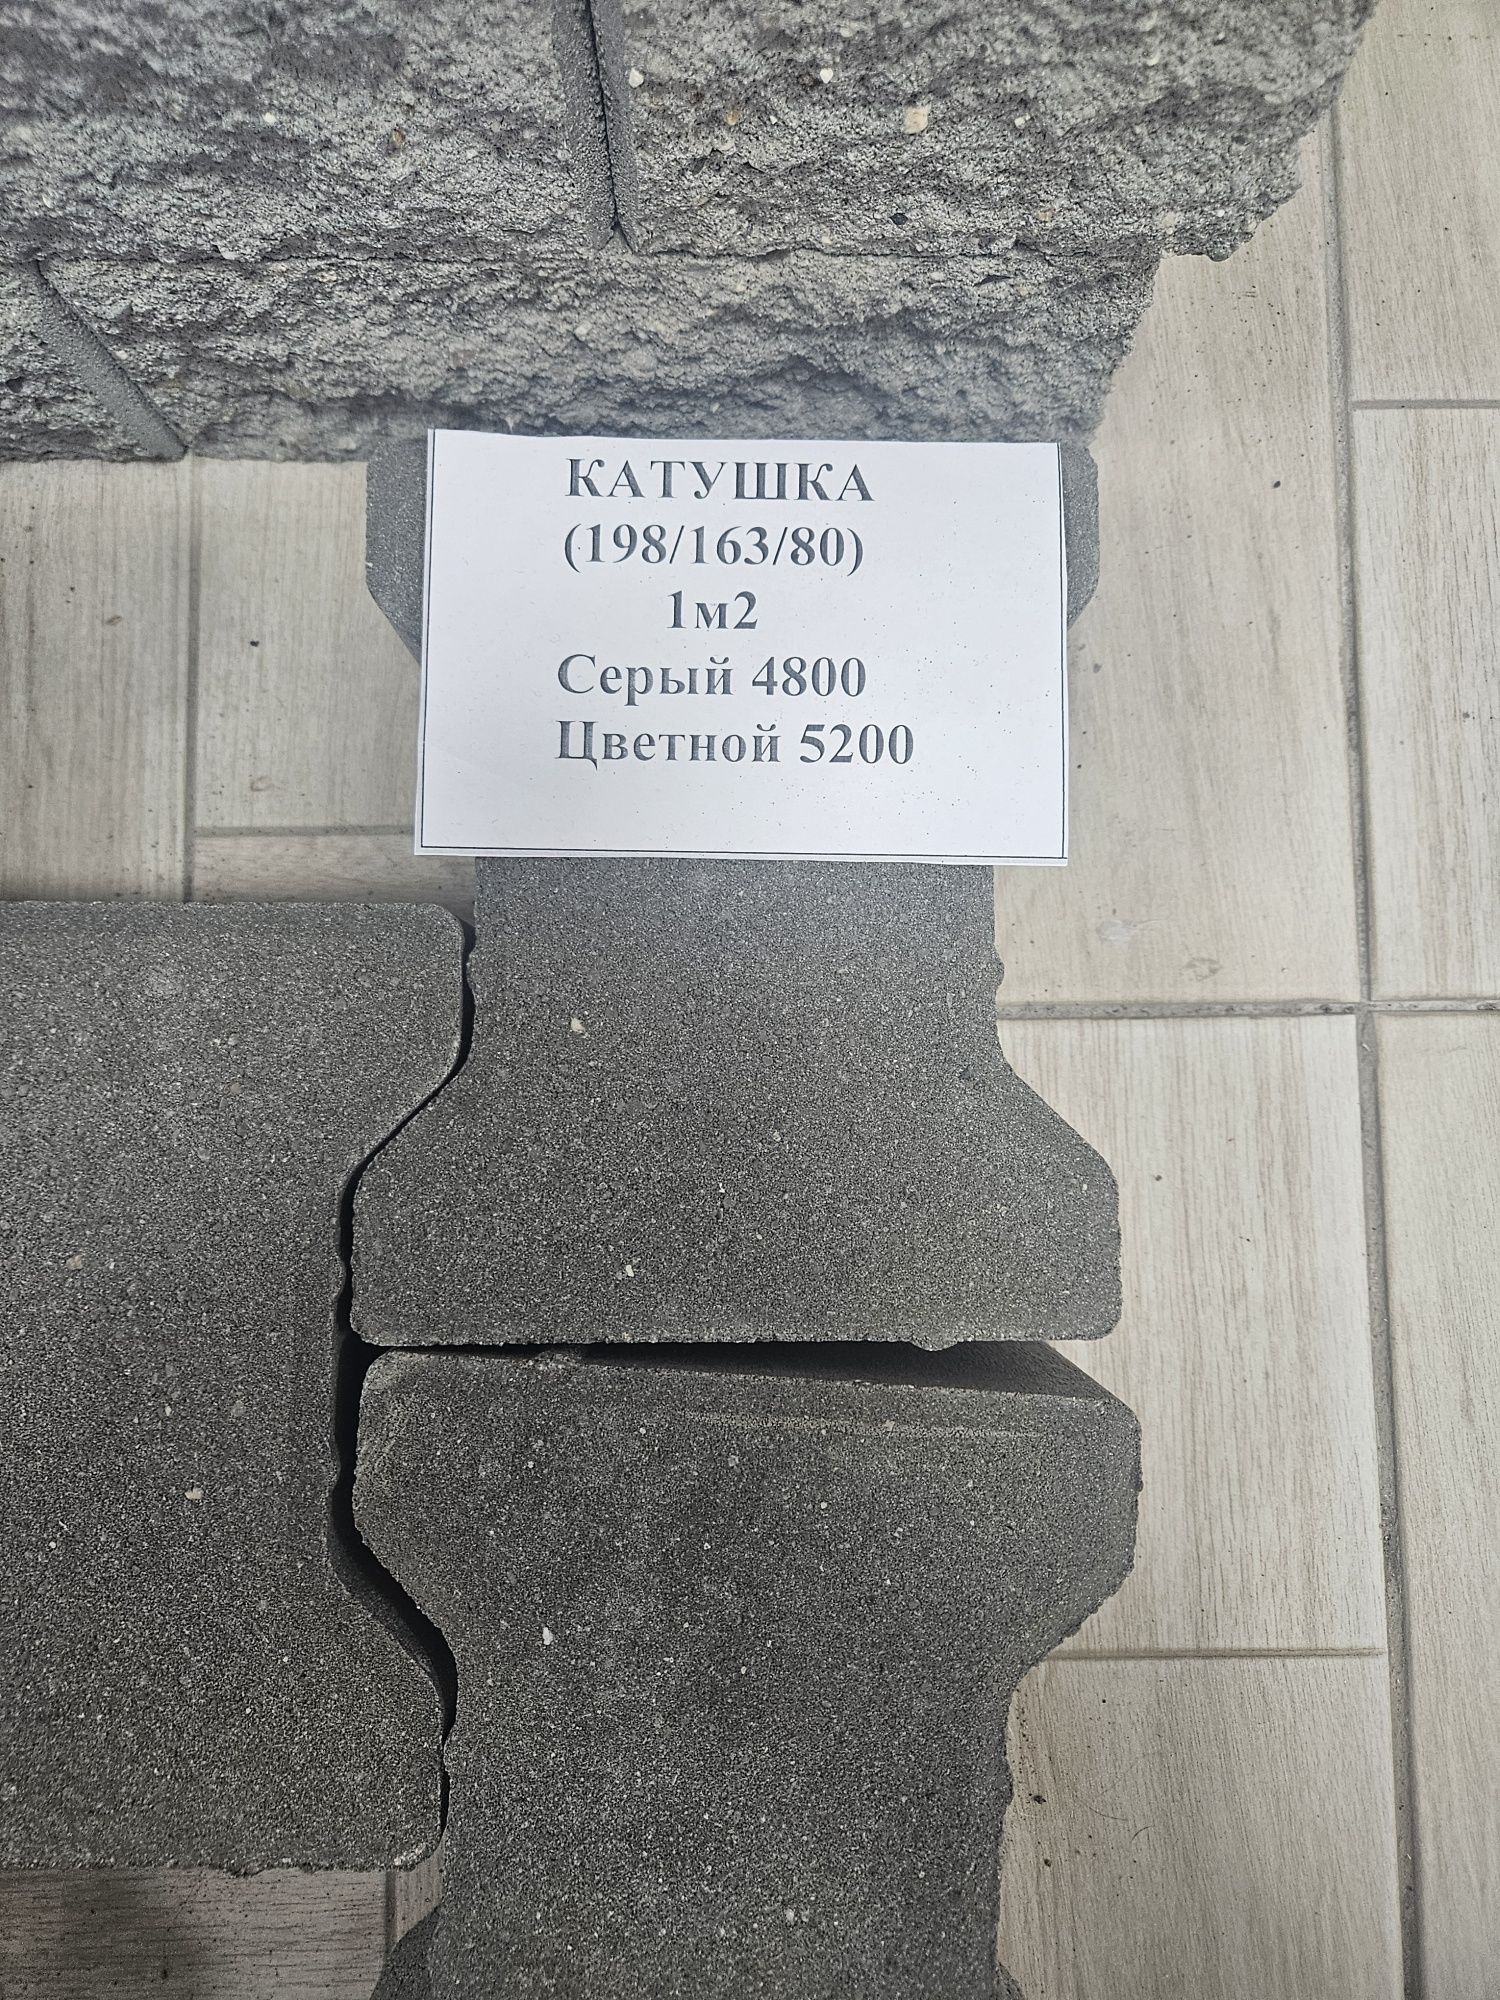 КАТУШКА
(198/163/80)
1м2
Серый 4800
Цветной 5200